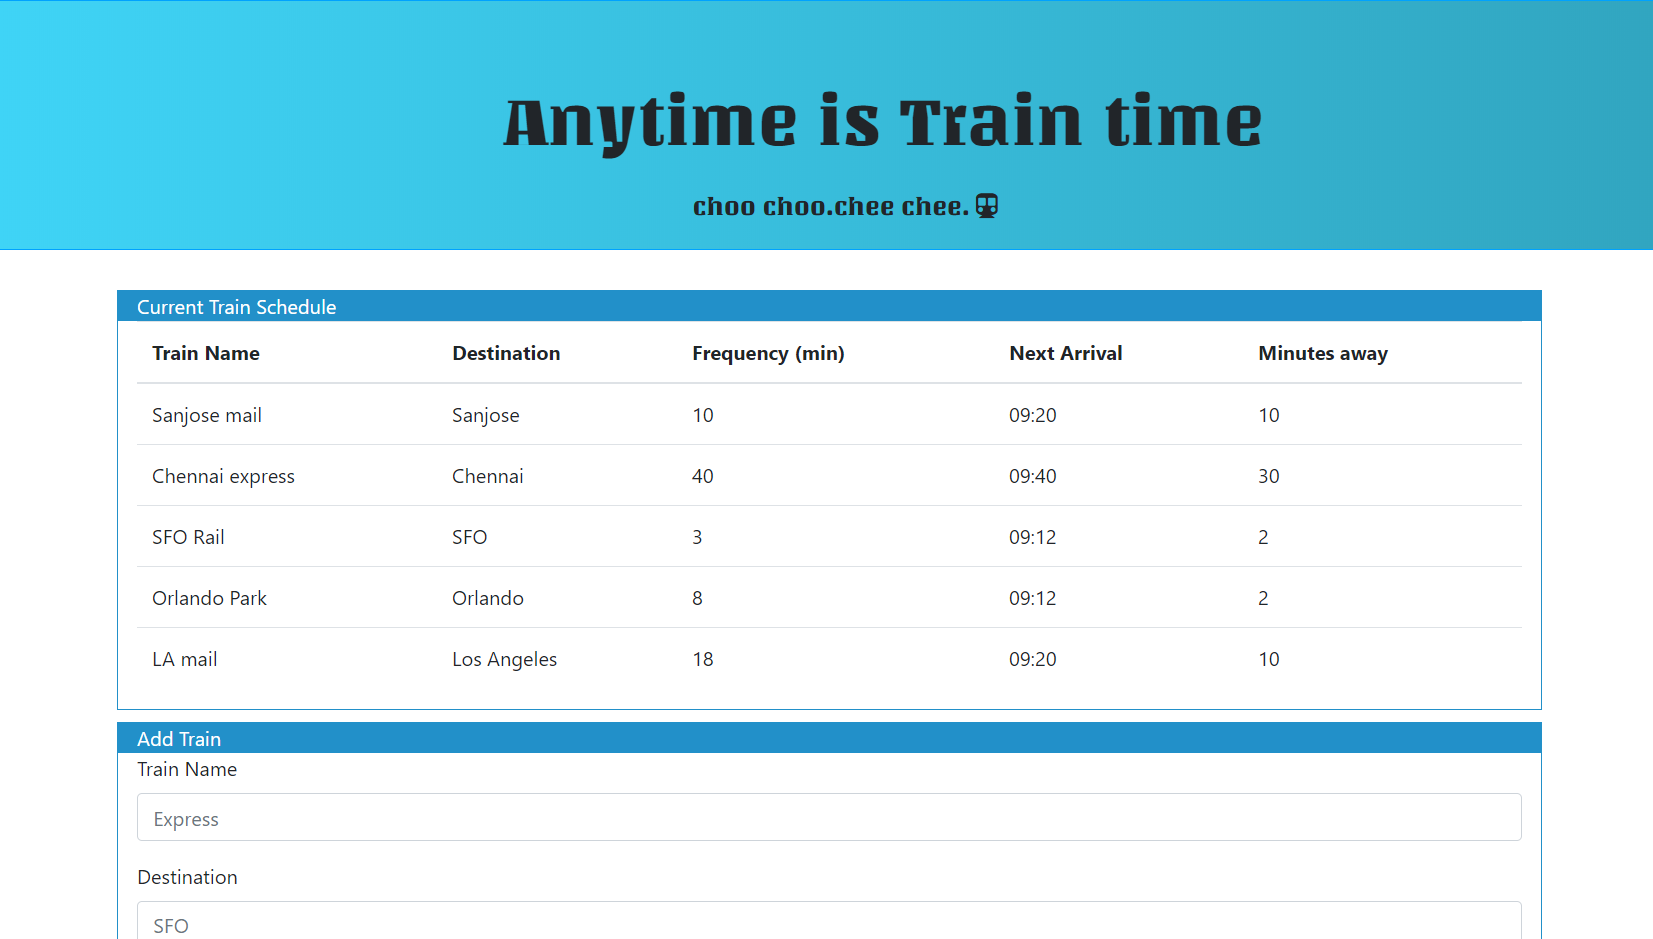 Anytime is Train time
choo choo.chee chee.
Current Train Schedule
Train Name Destination Frequency (min) Next Arrival Minutes away
Sanjose mail Sanjose 10 09:20 10
Chennai express Chennai 40 09:40 30
SFO Rail SFO 3 09:12 2
Orlando Park Orlando 8 09:12 2
LA mail Los Angeles 18 09:20 10
Add Train
Train Name
Express
Destination
SFO